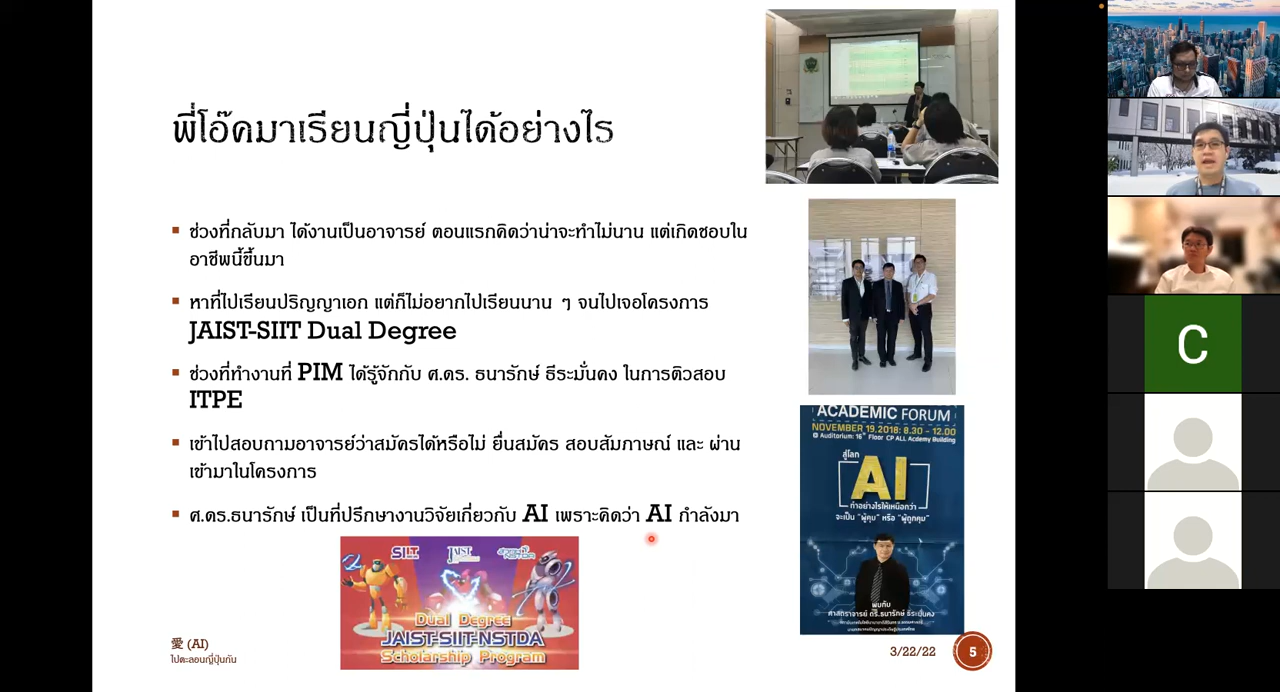 พี่โอ๊คมาเรียนญี่ปุ่นได้อย่างไร
ช่วงที่กลับมา ได้งานเป็นอาจารย์ ตอนแรกคิดว่าน่าจะทำไม่นาน แต่เกิดชอบใน
อาชีพนี้ขึ้นมา
หาที่ไปเรียนปริญญาเอก แต่ก็ไม่อยากไปเรียนนาน ๆ จนไปเจอโครงการ
JAIST-SIIT Dual Degree
ช่วงที่ทำงานที่ PIM ได้รู้จักกับ ศ.ดร. ธนารักษ์ ธีระมั่นคง ในการติวสอบ
ITPE
เข้าไปสอบถามอาจารย์ว่าสมัครได้หรือไม่ ยื่นสมัคร สอบสัมภาษณ์ และ ผ่าน
เข้ามาในโครงการ
ศ.ดร.ธนารักษ์ เป็นที่ปรึกษางานวิจัยเกี่ยวกับ AI เพราะคิดว่า AI กำลังมา
ACADEMIC FORUM
NOVEMBER 19,2018: 8.30 - 12.00
@ Auditorium: 16th Floor CP ALL Academy Building
สู่โลก
AI
ทำอย่างไรให้เหนือกว่า
จะเป็น "ผู้คุม" หรือ "ผู้ถูกคุม"
พบกับ
ศาสตราจารย์ ดร.ธนารักษ์ ธีระมั่นคง
SIIT JAIST NSTDA
Dual Degree
JAIST-SIIT-NSTDA
Scholarship Program
愛 (AI)
ไปตะลอนญี่ปุ่นกัน
3/22/22
5
C